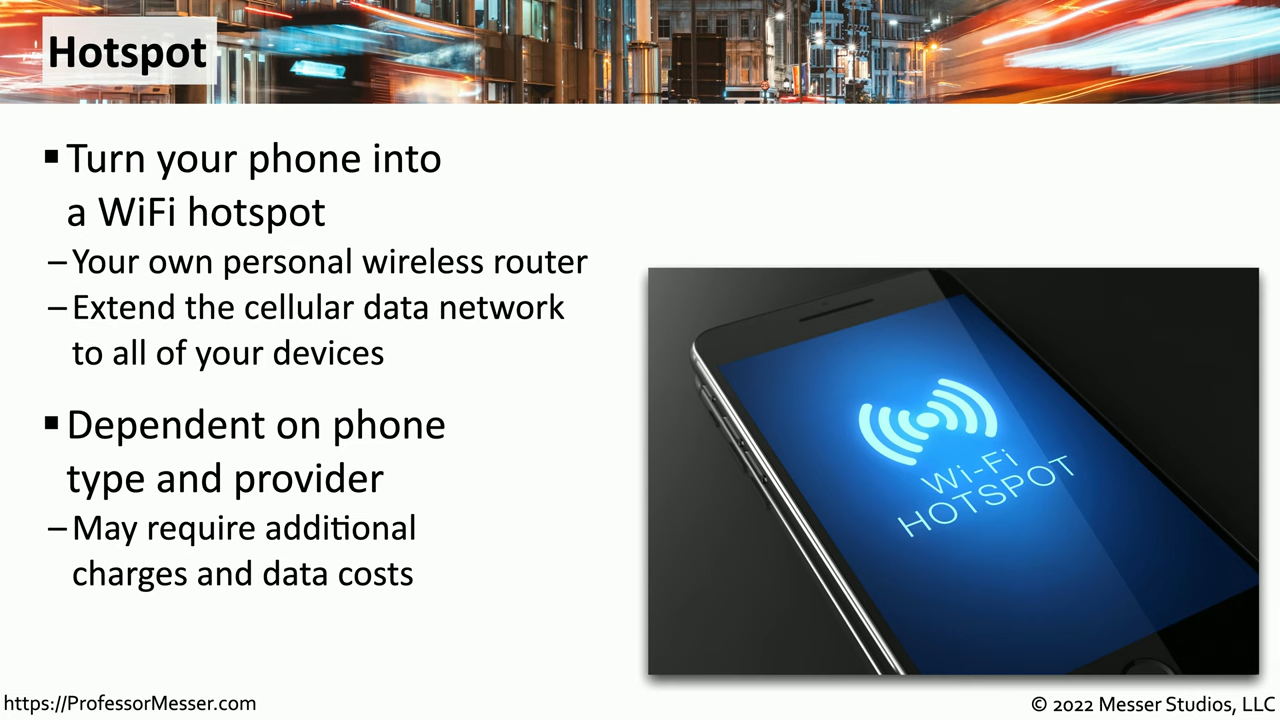 Hotspot
▪ Turn your phone into
a WiFi hotspot
– Your own personal wireless router
– Extend the cellular data network
to all of your devices
▪ Dependent on phone
type and provider
– May require additional
charges and data costs
Wi-Fi
HOTSPOT
https://ProfessorMesser.com
© 2022 Messer Studios, LLC